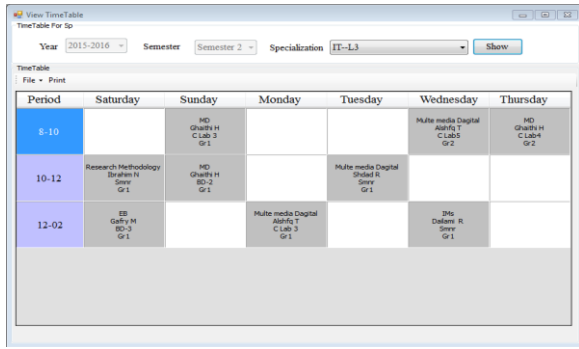 View TimeTable
TimeTable For Sp
Year 2015-2016 Semester Semester 2 Specialization IT--L3 Show
TimeTable
File Print
Period Saturday Sunday Monday Tuesday Wednesday Thursday
8-10
MD
Ghaithi H
C Lab 3
Gr1
Multe media Dagital
Alshfq T
C Lab5
Gr2
MD
Ghaithi H
C Lab4
Gr2
10-12
Research Methodology
Ibrahim N
Smnr
Gr1
MD
Ghaithi H
BD-2
Gr1
Multe media Dagital
Shdad R
Smnr
Gr1
12-02
EB
Gafry M
BD-3
Gr1
Multe media Dagital
Alshfq T
C Lab 3
Gr1
IMs
Dailami R
Smnr
Gr1